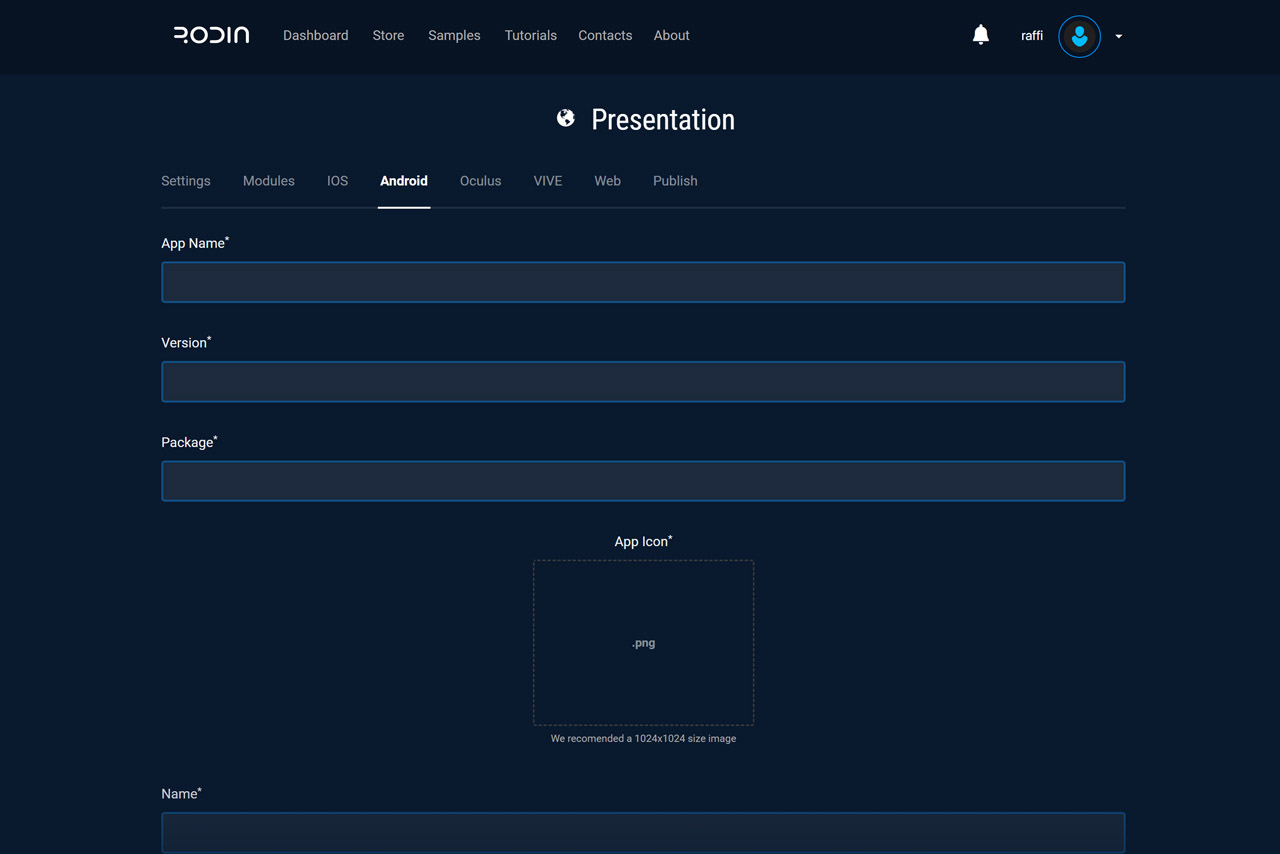 RODIN Dashboard Store Samples Tutorials Contacts About raffi
Presentation
Settings Modules IOS Android Oculus VIVE Web Publish
App Name*
Version*
Package*
App Icon*
.png
We recomended a 1024x1024 size image
Name*